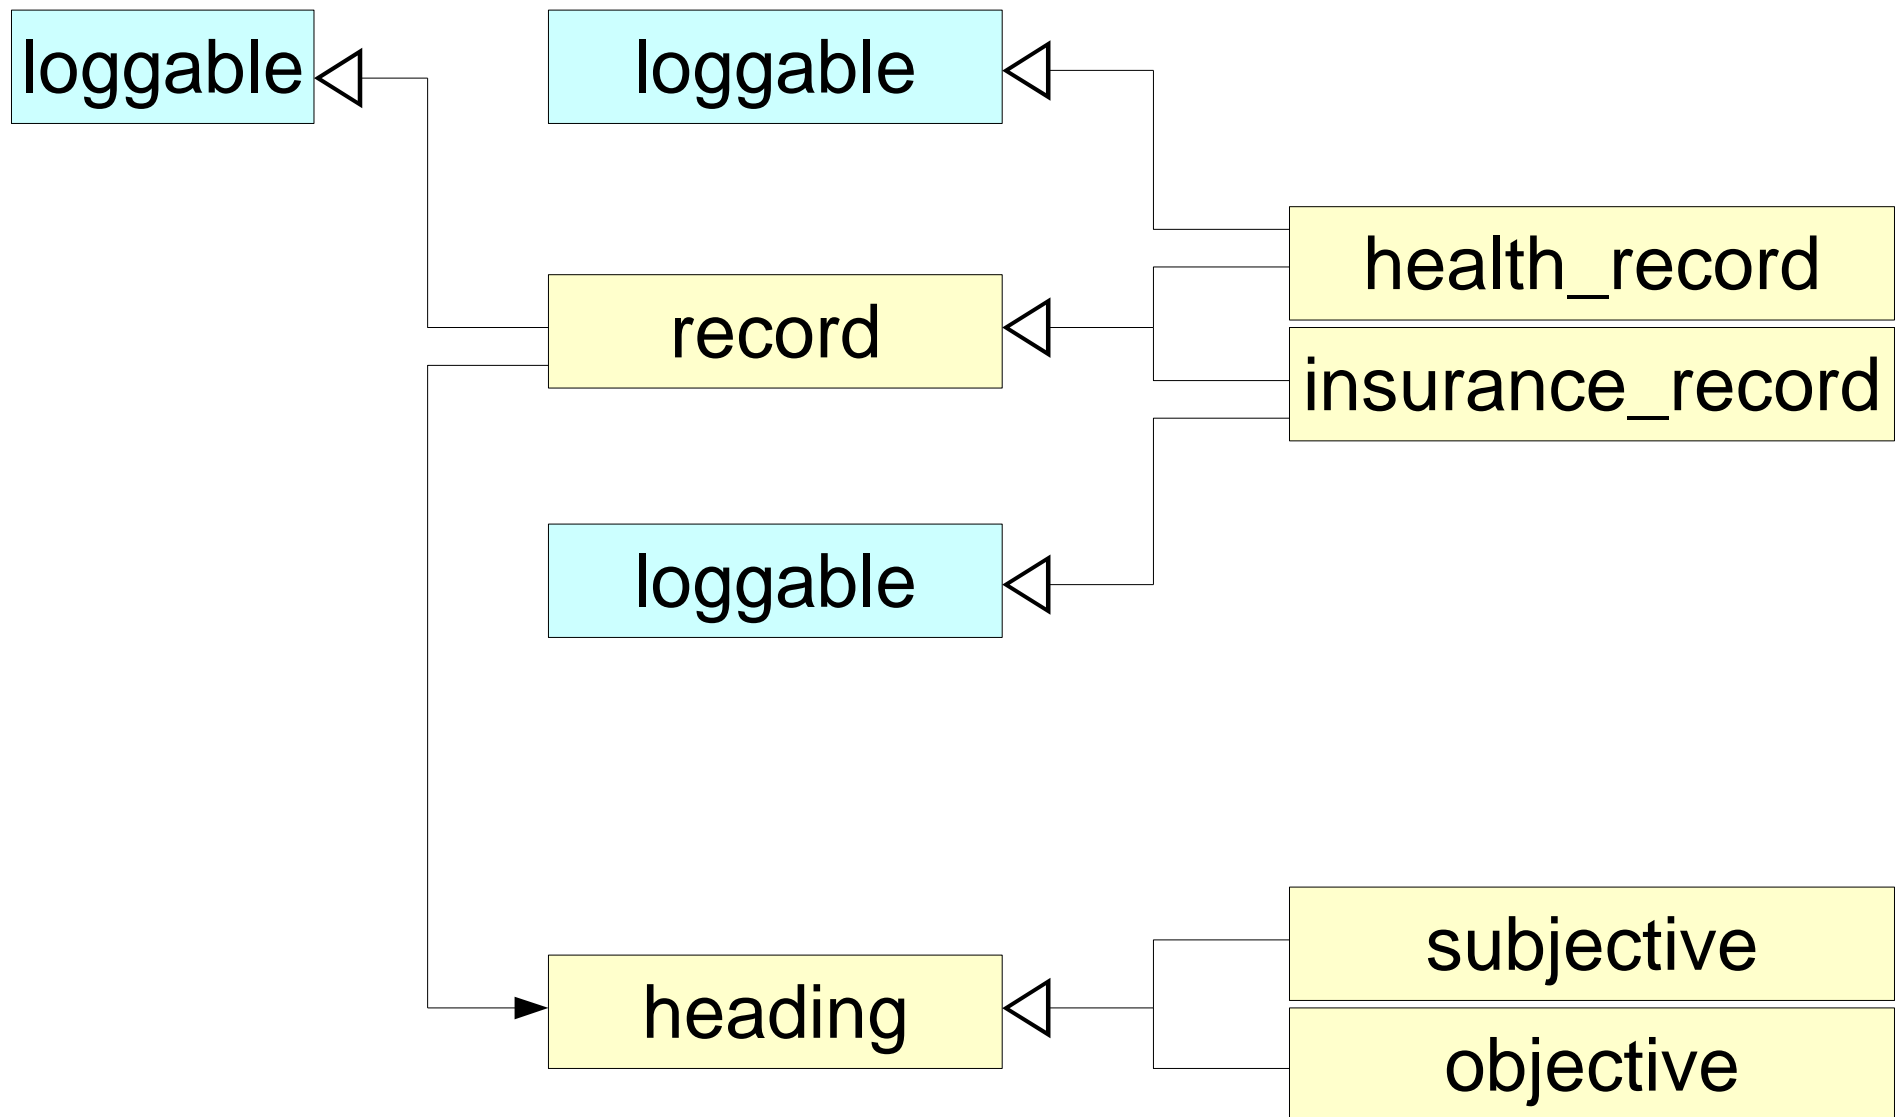 loggable
loggable
health_record
record
insurance_record
loggable
subjective
heading
objective